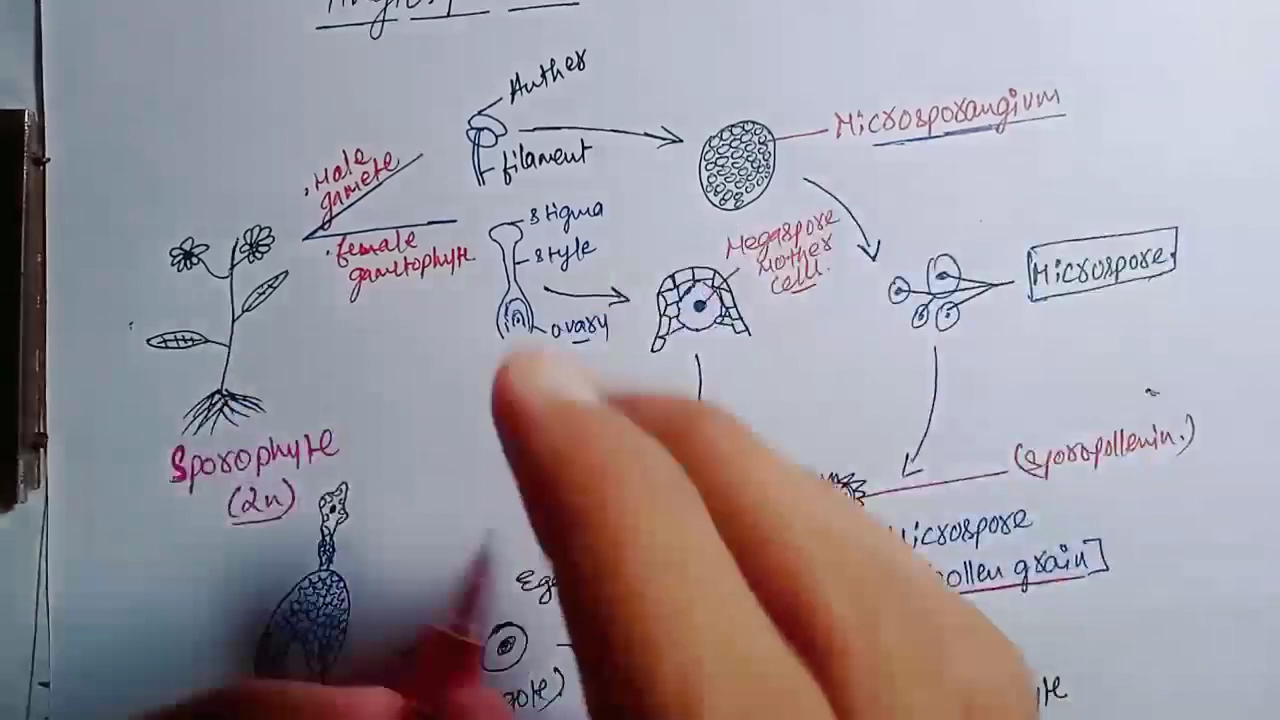 Anther
filament
Microsporangium
Male
gamete
female
gametophyte
stigma
style
ovary
Megaspore
Mother
cell.
Microspore.
Sporophyte
(2n)
(sporopollenin.)
Microspore
pollen grain]